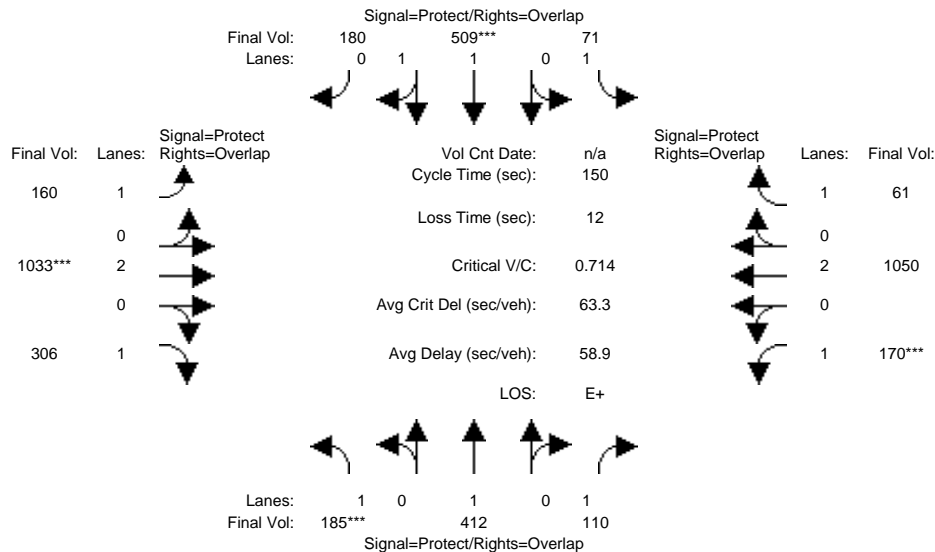 Signal=Protect/Rights=Overlap
Final Vol: 180 509*** 71
Lanes: 0 1 1 0 1
Signal=Protect
Final Vol: Lanes: Rights=Overlap
Vol Cnt Date: n/a
Cycle Time (sec): 150
Signal=Protect
Rights=Overlap Lanes: Final Vol:
160 1
1 61
Loss Time (sec): 12
0
0
1033*** 2
Critical V/C: 0.714
2 1050
0
Avg Crit Del (sec/veh): 63.3
0
306 1
Avg Delay (sec/veh): 58.9
1 170***
LOS: E+
Lanes: 1 0 1 0 1
Final Vol: 185*** 412 110
Signal=Protect/Rights=Overlap